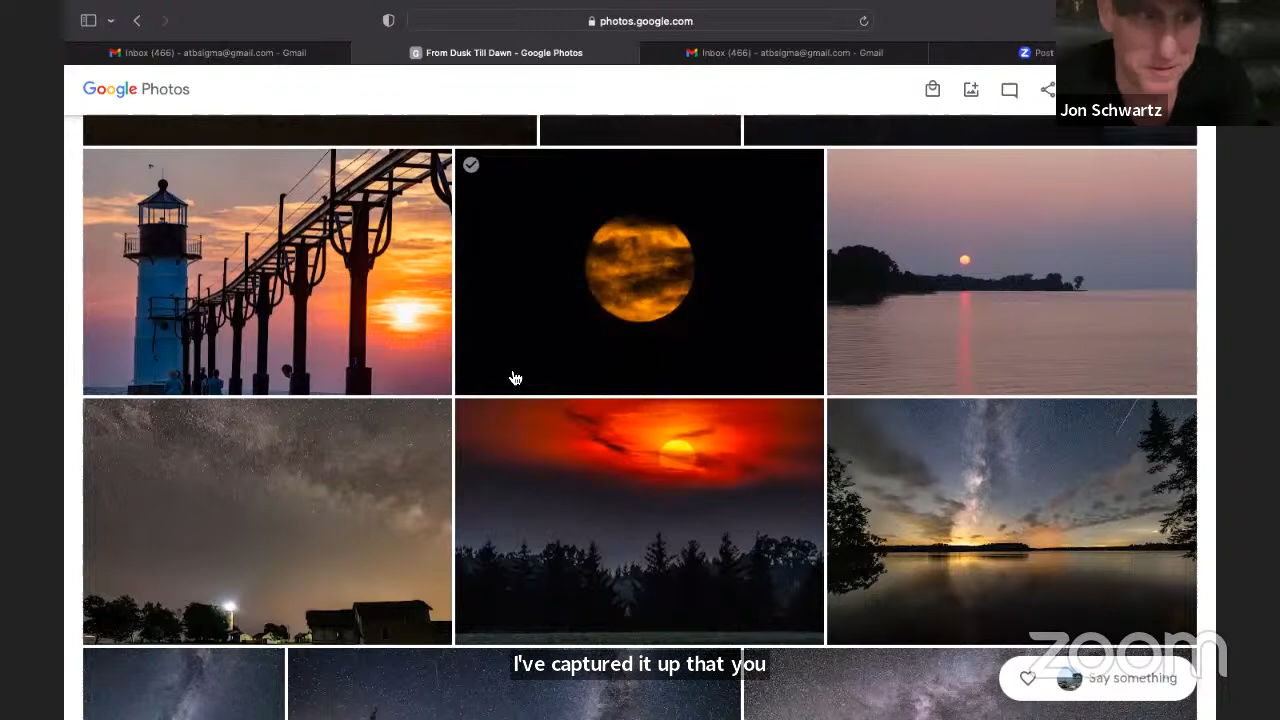 photos.google.com
Inbox (466) - atbsigma@gmail.com - Gmail
From Dusk Till Dawn - Google Photos
Inbox (466) - atbsigma@gmail.com - Gmail
Post
Google Photos
Jon Schwartz
I've captured it up that you
zoom
Say something